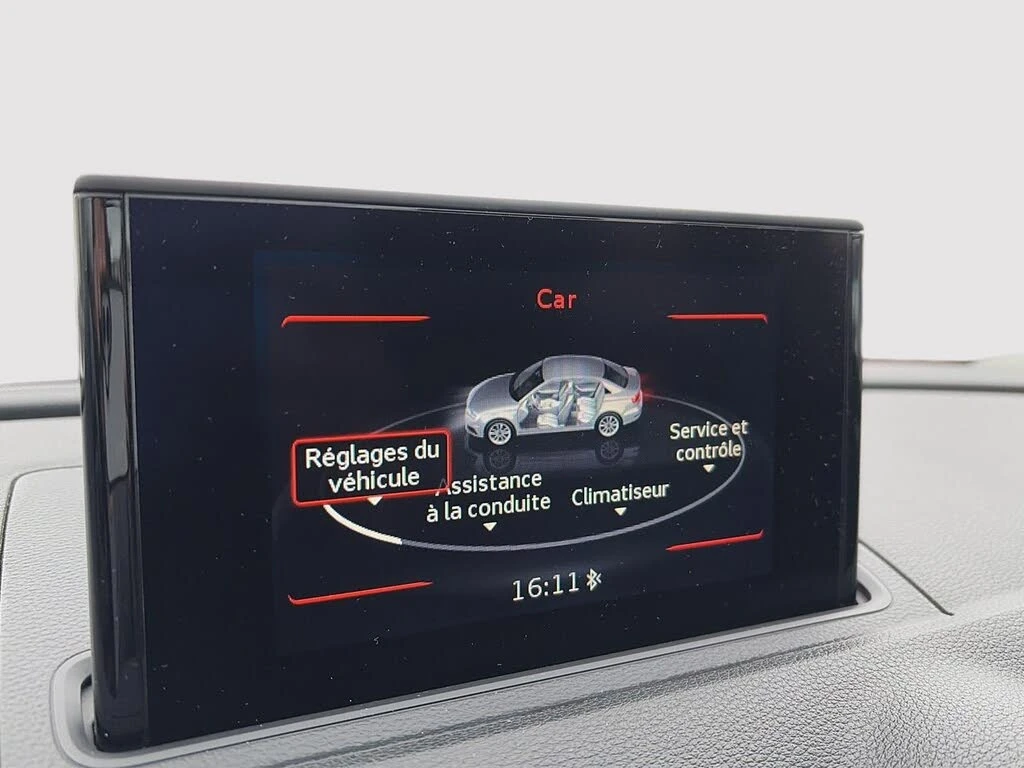 Car
Réglages du
véhicule
Assistance
à la conduite
Climatiseur
Service et
contrôle
16:11